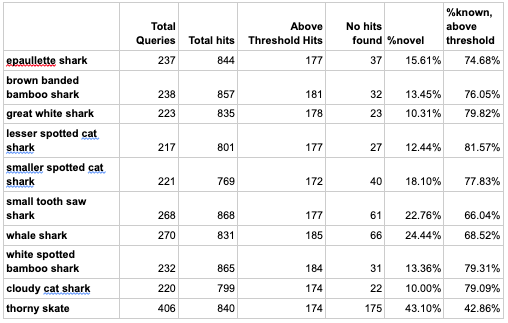 Total Queries Total hits Above Threshold Hits No hits found %novel %known, above threshold
epaullette shark 237 844 177 37 15.61% 74.68%
brown banded bamboo shark 238 857 181 32 13.45% 76.05%
great white shark 223 835 178 23 10.31% 79.82%
lesser spotted cat shark 217 801 177 27 12.44% 81.57%
smaller spotted cat shark 221 769 172 40 18.10% 77.83%
small tooth saw shark 268 868 177 61 22.76% 66.04%
whale shark 270 831 185 66 24.44% 68.52%
white spotted bamboo shark 232 865 184 31 13.36% 79.31%
cloudy cat shark 220 799 174 22 10.00% 79.09%
thorny skate 406 840 174 175 43.10% 42.86%